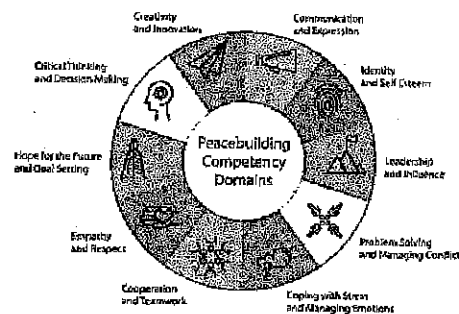 Creativity
and Innovation
Communication
and Expression
Identity
and Self Esteem
Leadership
and Influence
Problem Solving
and Managing Conflict
Coping with Stress
and Managing Emotions
Cooperation
and Teamwork
Empathy
and Respect
Hope for the Future
and Goal Setting
Critical Thinking
and Decision Making
Peacebuilding
Competency
Domains